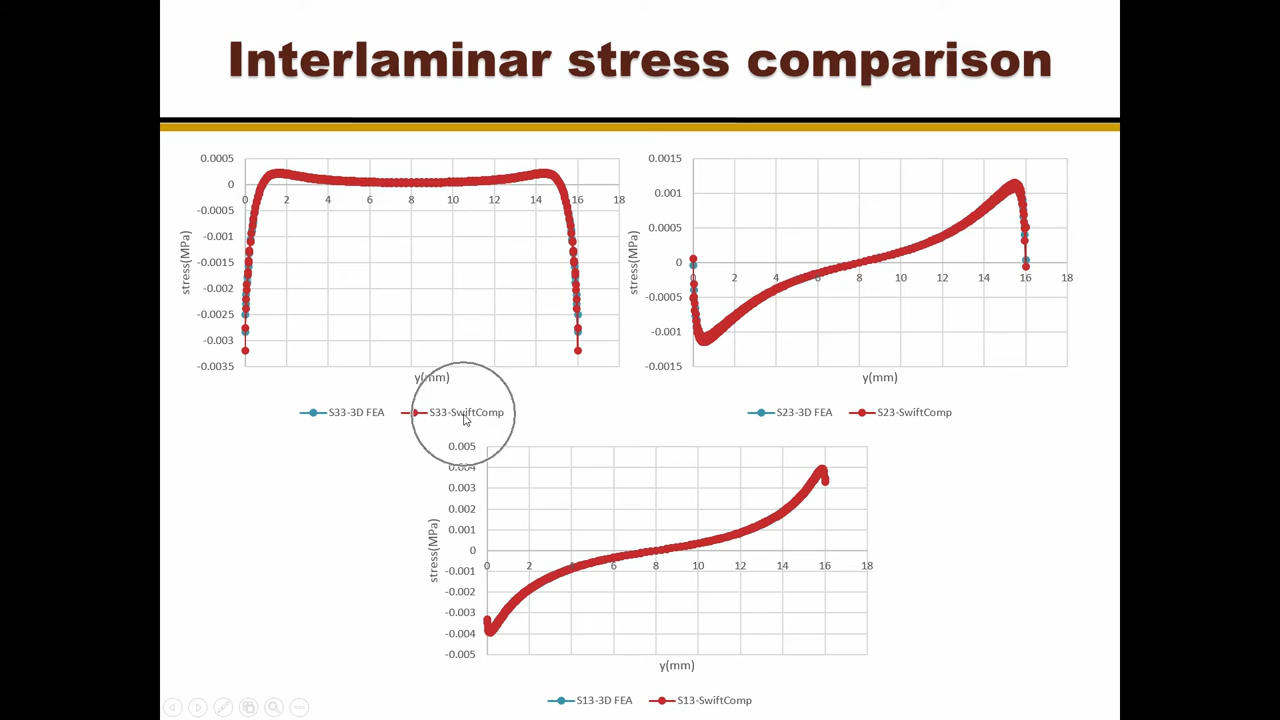 Interlaminar stress comparison
0.0005
0
-0.0005
-0.001
-0.0015
-0.002
-0.0025
-0.003
-0.0035
0 2 4 6 8 10 12 14 16 18
stress(MPa)
y(mm)
S33-3D FEA S33-SwiftComp
0.0015
0.001
0.0005
0
-0.0005
-0.001
-0.0015
2 4 6 8 10 12 14 16 18
stress(MPa)
y(mm)
S23-3D FEA S23-SwiftComp
0.005
0.004
0.003
0.002
0.001
0
-0.001
-0.002
-0.003
-0.004
-0.005
0 2 4 6 8 10 12 14 16 18
stress(MPa)
y(mm)
S13-3D FEA S13-SwiftComp